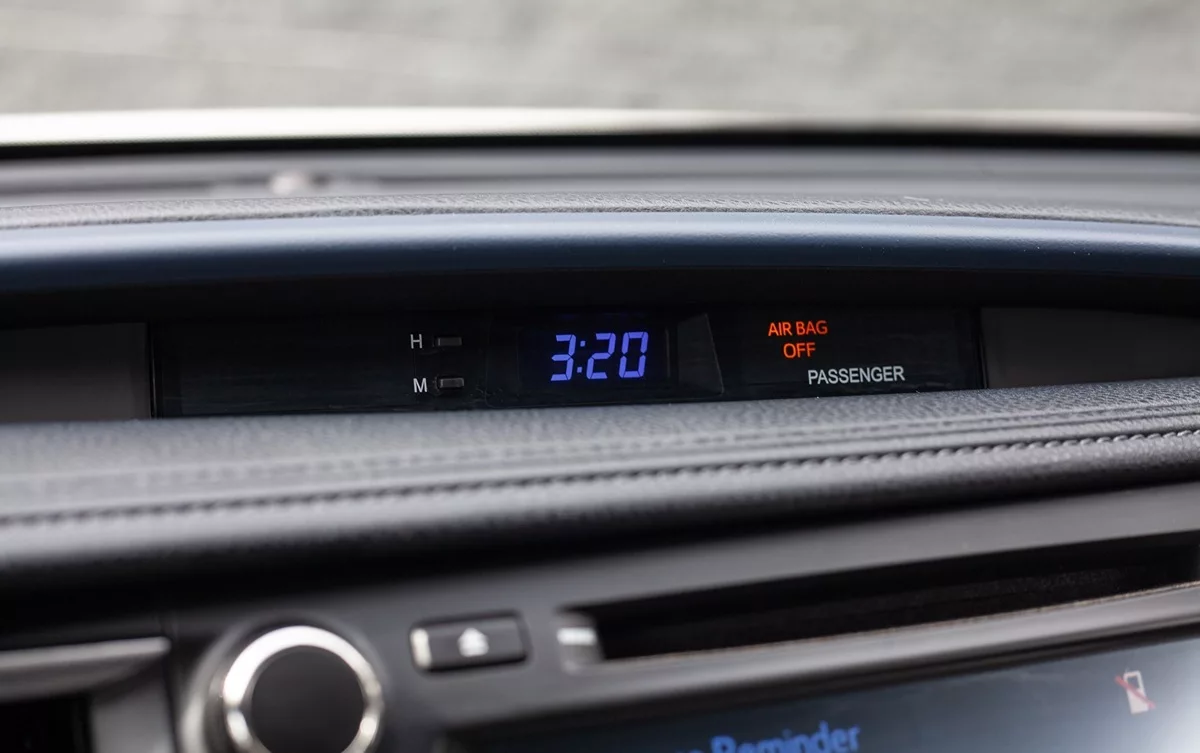 H
M
3:20
AIR BAG
OFF
PASSENGER
Reminder